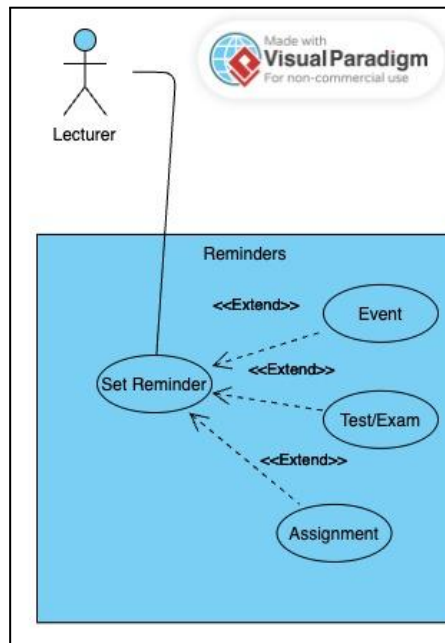 Made with
Visual Paradigm
For non-commercial use
Lecturer
Reminders
<<Extend>>
Event
<<Extend>>
Set Reminder
Test/Exam
<<Extend>>
Assignment